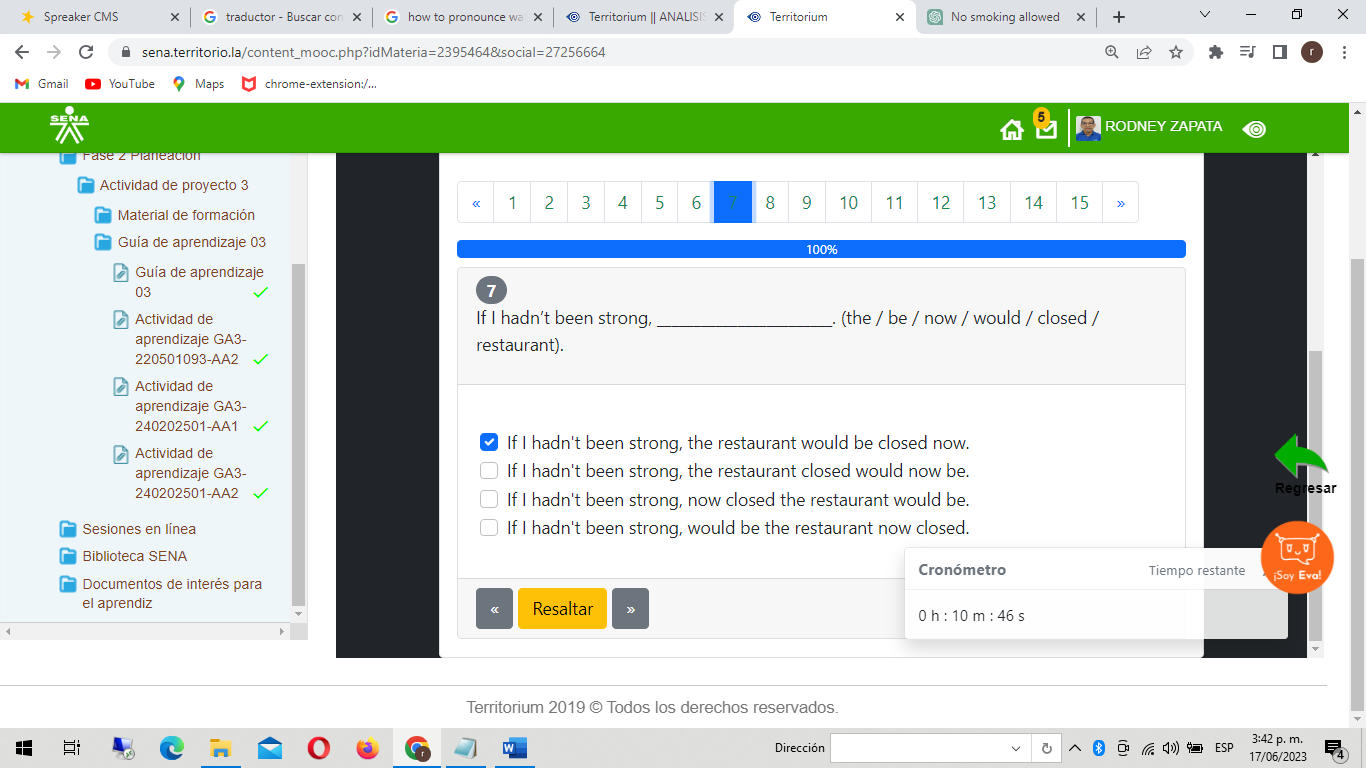 Spreaker CMS
traductor - Buscar con
how to pronounce wa
Territorium || ANALISIS
Territorium
No smoking allowed
sena.territorio.la/content_mooc.php?idMateria=2395464&social=27256664
r
Gmail
YouTube
Maps
chrome-extension:/...
SENA
5
RODNEY ZAPATA
Fase 2 Planeación
Actividad de proyecto 3
Material de formación
Guía de aprendizaje 03
Guía de aprendizaje
03
Actividad de
aprendizaje GA3-
220501093-AA2
Actividad de
aprendizaje GA3-
240202501-AA1
Actividad de
aprendizaje GA3-
240202501-AA2
Sesiones en línea
Biblioteca SENA
Documentos de interés para
el aprendiz
« 1 2 3 4 5 6 7 8 9 10 11 12 13 14 15 »
100%
7
If I hadn’t been strong, ______________________. (the / be / now / would / closed /
restaurant).
If I hadn't been strong, the restaurant would be closed now.
If I hadn't been strong, the restaurant closed would now be.
If I hadn't been strong, now closed the restaurant would be.
If I hadn't been strong, would be the restaurant now closed.
« Resaltar »
Cronómetro Tiempo restante
0 h : 10 m : 46 s
Regresar
¡Soy Eva!
Territorium 2019 © Todos los derechos reservados.
Dirección
ESP
3:42 p. m.
17/06/2023
4